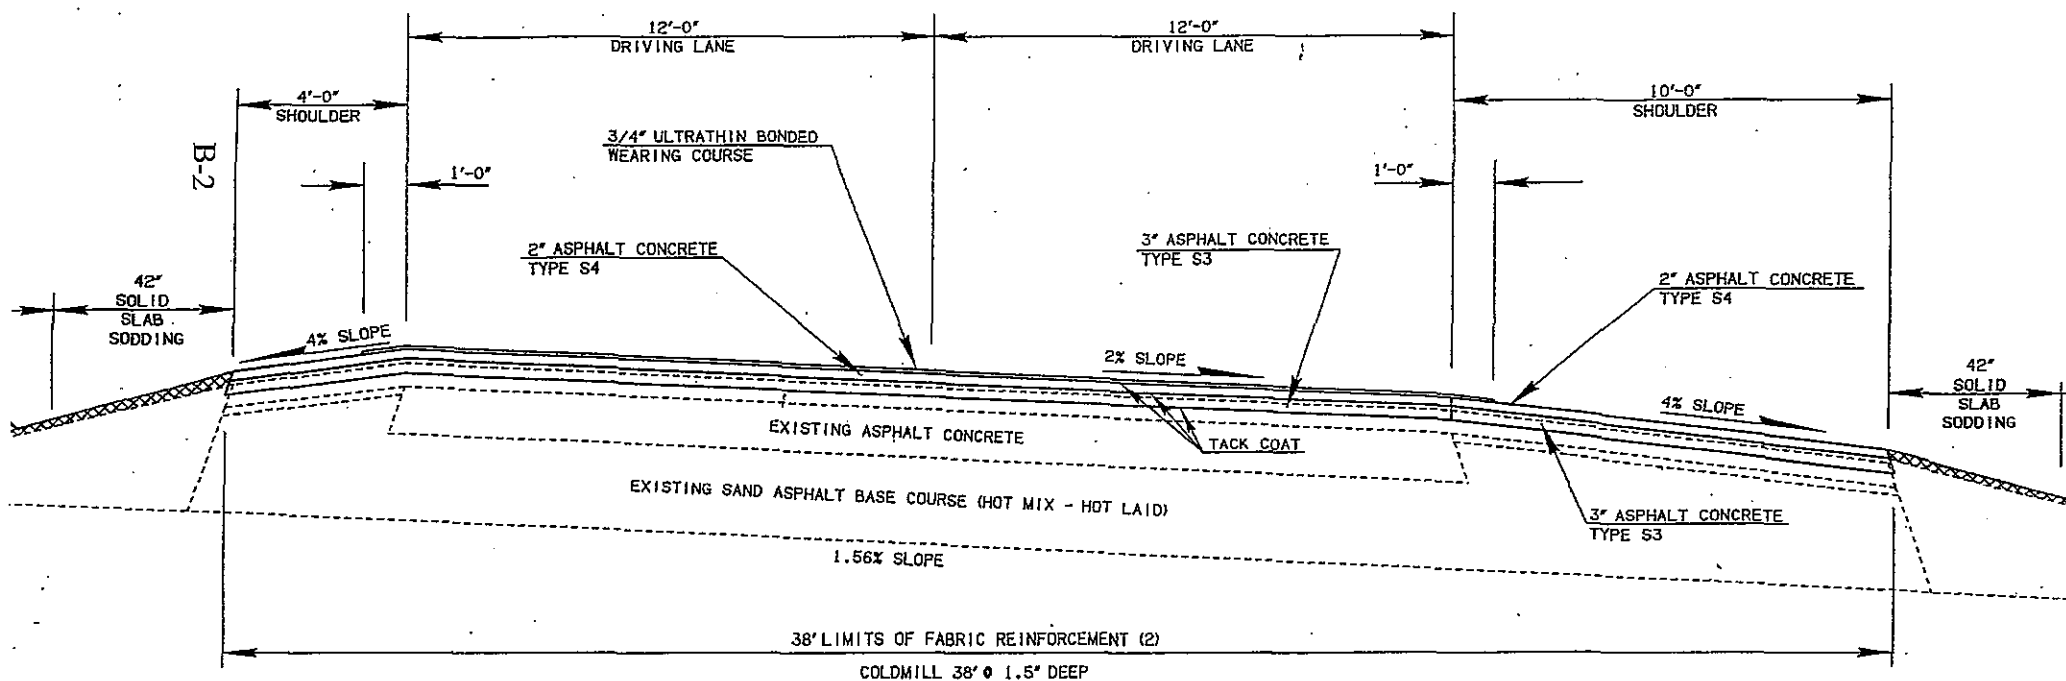 12'-0"
DRIVING LANE
12'-0"
DRIVING LANE
4'-0"
SHOULDER
10'-0"
SHOULDER
3/4" ULTRATHIN BONDED
WEARING COURSE
B-2
1'-0"
1'-0"
2" ASPHALT CONCRETE
TYPE S4
3" ASPHALT CONCRETE
TYPE S3
2" ASPHALT CONCRETE
TYPE S4
42"
SOLID
SLAB
SODDING
4% SLOPE
2% SLOPE
4% SLOPE
42"
SOLID
SLAB
SODDING
EXISTING ASPHALT CONCRETE
TACK COAT
EXISTING SAND ASPHALT BASE COURSE (HOT MIX - HOT LAID)
3" ASPHALT CONCRETE
TYPE S3
1.56% SLOPE
38' LIMITS OF FABRIC REINFORCEMENT (2)
COLDMILL 38' @ 1.5" DEEP